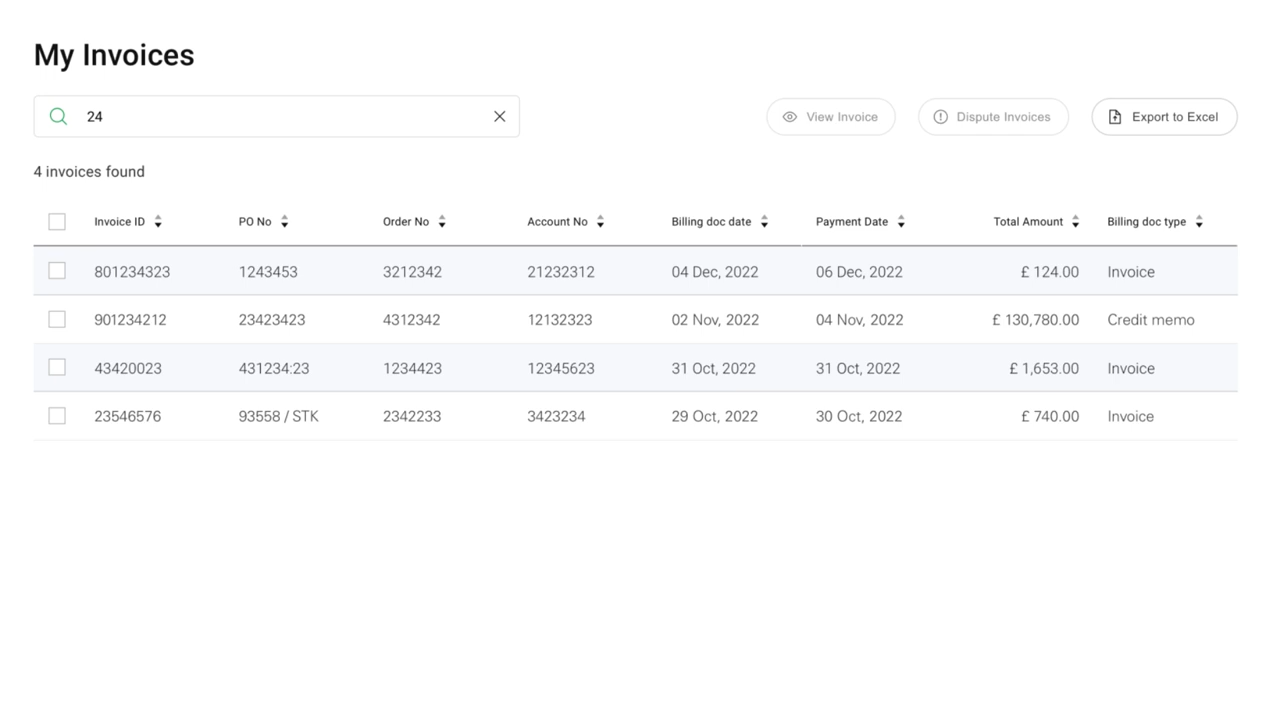 My Invoices
24
View Invoice Dispute Invoices Export to Excel
4 invoices found
Invoice ID PO No Order No Account No Billing doc date Payment Date Total Amount Billing doc type
801234323 1243453 3212342 21232312 04 Dec, 2022 06 Dec, 2022 £ 124.00 Invoice
901234212 23423423 4312342 12132323 02 Nov, 2022 04 Nov, 2022 £ 130,780.00 Credit memo
43420023 431234:23 1234423 12345623 31 Oct, 2022 31 Oct, 2022 £ 1,653.00 Invoice
23546576 93558 / STK 2342233 3423234 29 Oct, 2022 30 Oct, 2022 £ 740.00 Invoice